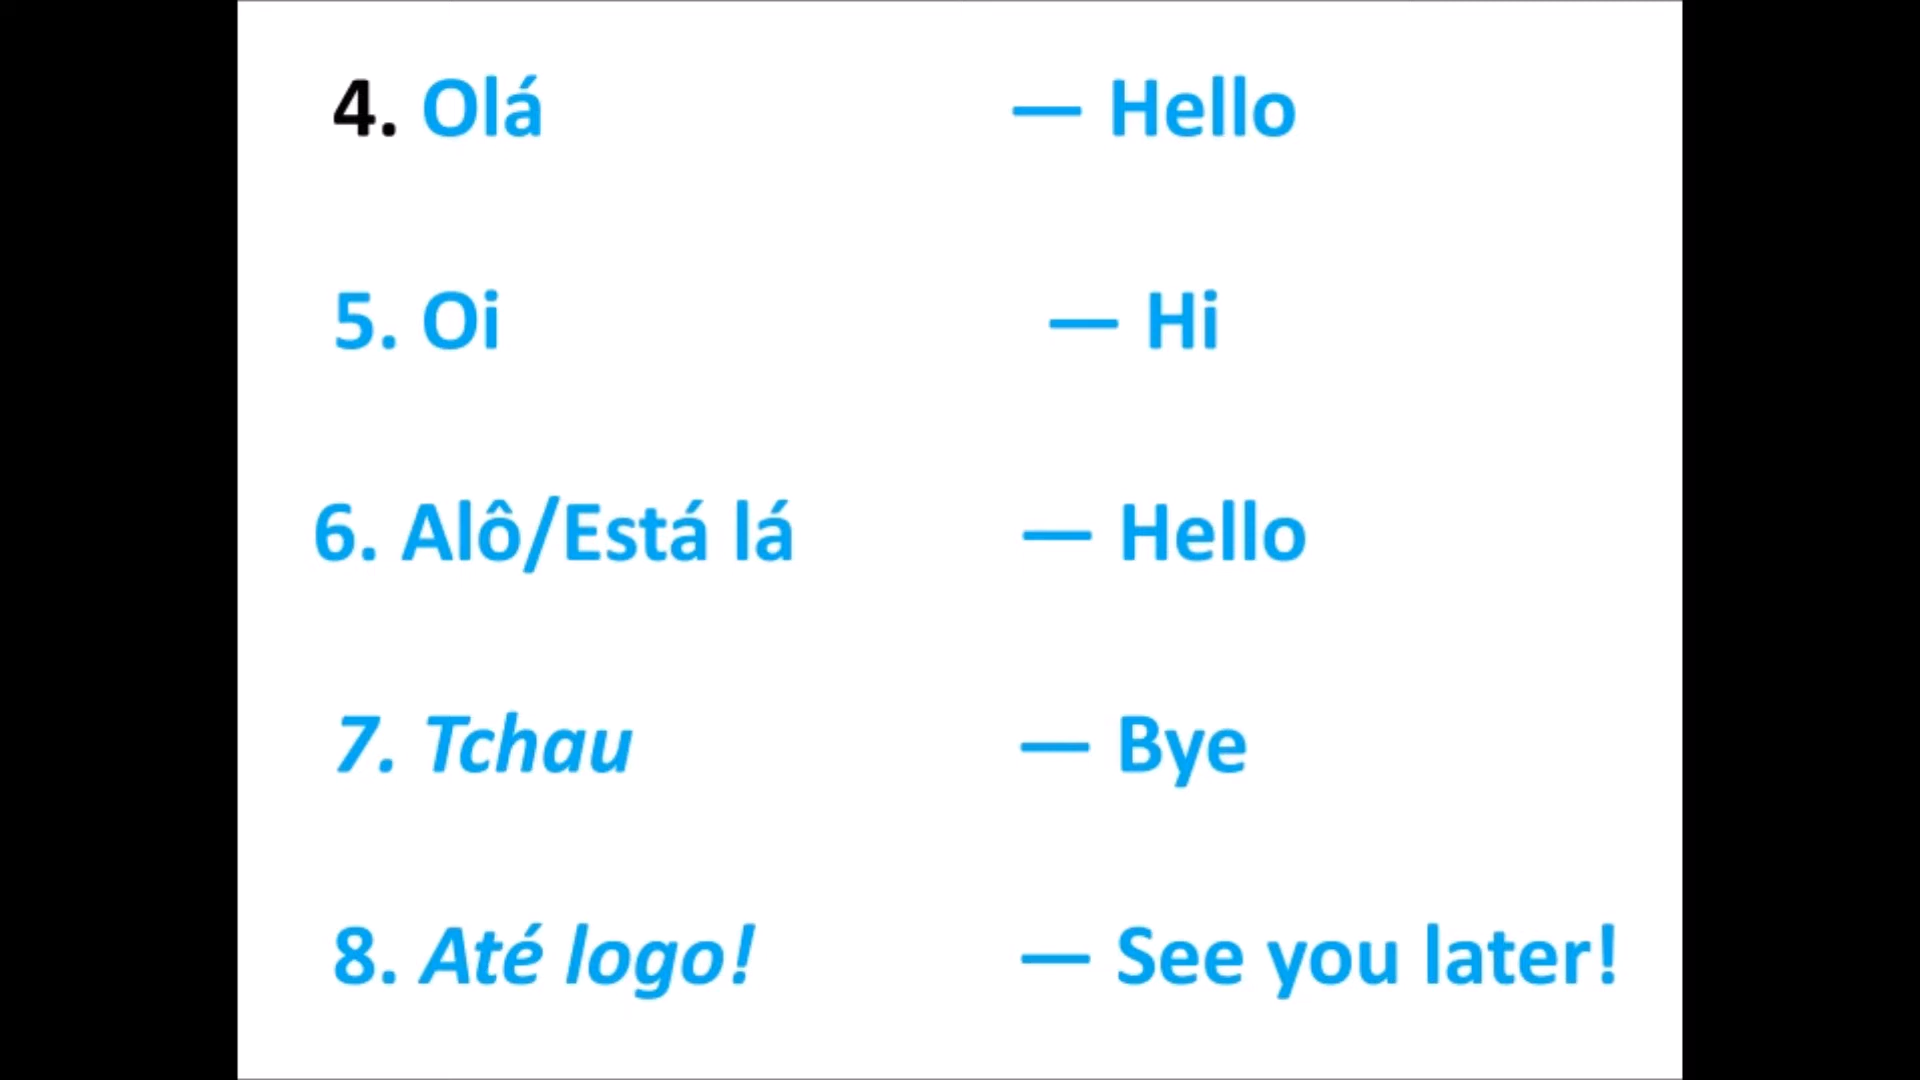 4. Olá — Hello
5. Oi — Hi
6. Alô/Está lá — Hello
7. Tchau — Bye
8. Até logo! — See you later!